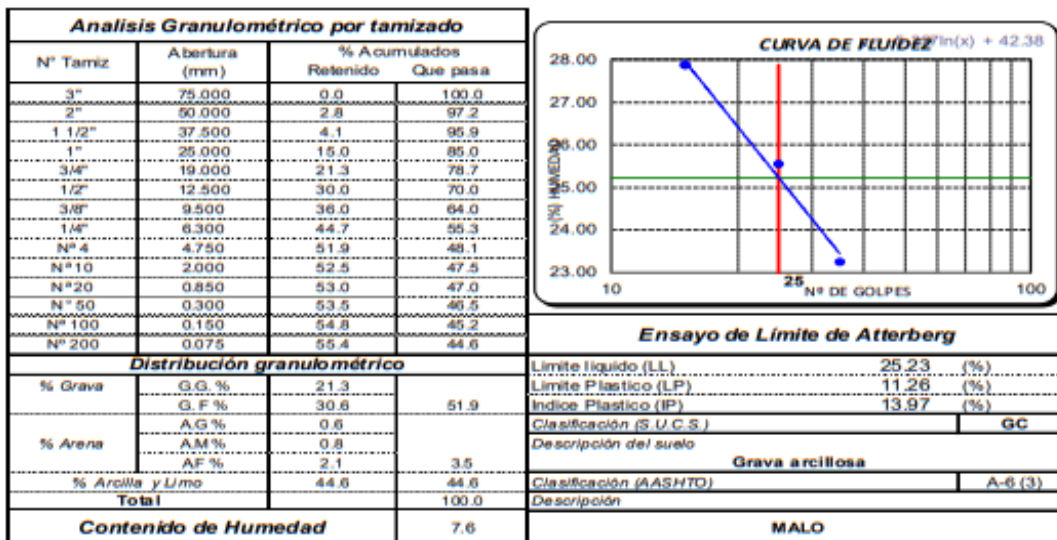 Analisis Granulométrico por tamizado
N° Tamiz Abertura (mm) % Acumulados
Retenido Que pasa
3" 75.000 0.0 100.0
2" 50.000 2.8 97.2
1 1/2" 37.500 4.1 95.9
1" 25.000 15.0 85.0
3/4" 19.000 21.3 78.7
1/2" 12.500 30.0 70.0
3/8" 9.500 36.0 64.0
1/4" 6.300 44.7 55.3
Nª 4 4.750 51.9 48.1
Nª10 2.000 52.5 47.5
Nª20 0.850 53.0 47.0
N° 50 0.300 53.5 46.5
Nª 100 0.150 54.8 45.2
Nª 200 0.075 55.4 44.6
Distribución granulométrico
% Grava G.G. % 21.3
G. F % 30.6 51.9
% Arena A.G % 0.6
A.M % 0.8
A.F % 2.1 3.5
% Arcilla y Limo 44.6 44.6
Total 100.0
Contenido de Humedad 7.6
CURVA DE FLUIDEZ
ln(x) + 42.38
28.00
27.00
26.00
25.00
24.00
23.00
(%) HUMEDAD
10 25 100
Nº DE GOLPES
Ensayo de Límite de Atterberg
Limite liquido (LL) 25.23 (%)
Limite Plastico (LP) 11.26 (%)
Indice Plastico (IP) 13.97 (%)
Clasificación (S.U.C.S.) GC
Descripción del suelo
Grava arcillosa
Clasificación (AASHTO) A-6 (3)
Descripción
MALO